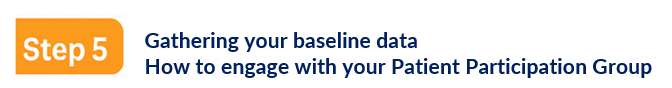 Step 5
Gathering your baseline data
How to engage with your Patient Participation Group